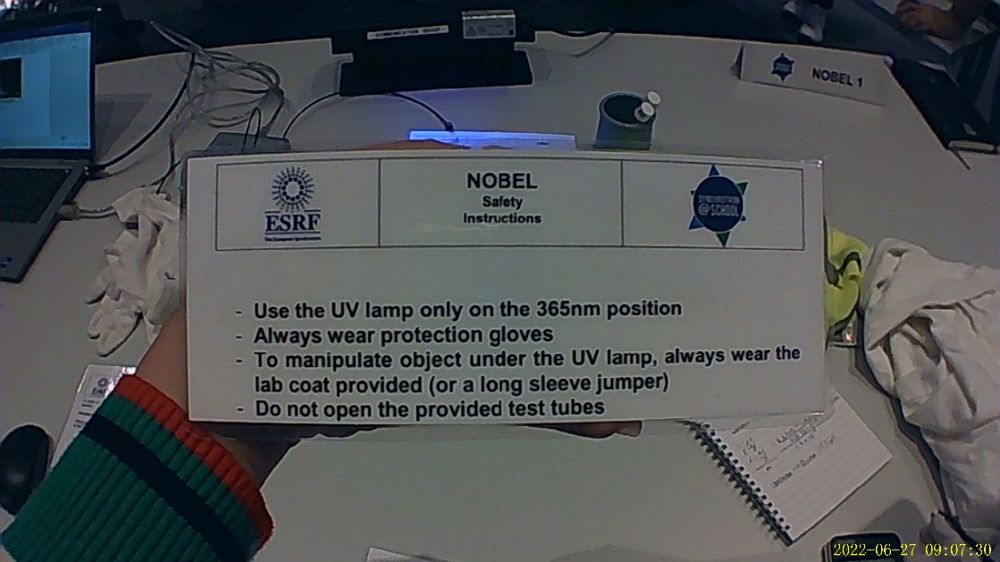 NOBEL 1
ESRF
The European Synchrotron
NOBEL
Safety
Instructions
SYNCHROTRON
@SCHOOL
- Use the UV lamp only on the 365nm position
- Always wear protection gloves
- To manipulate object under the UV lamp, always wear the
lab coat provided (or a long sleeve jumper)
- Do not open the provided test tubes
2022-06-27 09:07:30